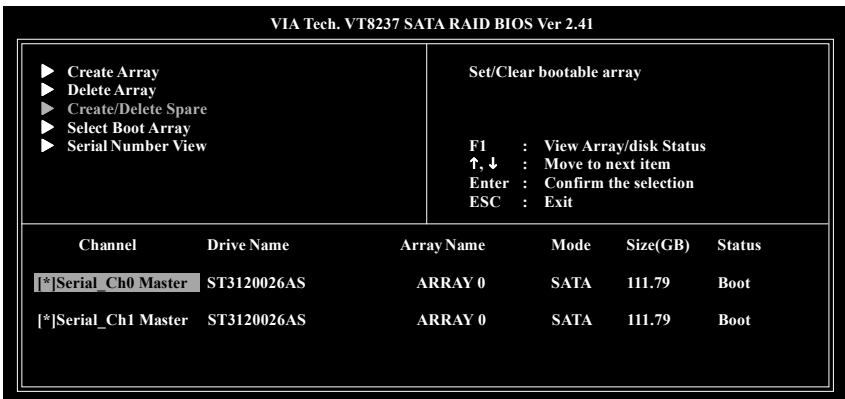 VIA Tech. VT8237 SATA RAID BIOS Ver 2.41
Create Array
Delete Array
Create/Delete Spare
Select Boot Array
Serial Number View
Set/Clear bootable array
F1 : View Array/disk Status
↑, ↓ : Move to next item
Enter : Confirm the selection
ESC : Exit
Channel Drive Name Array Name Mode Size(GB) Status
[*]Serial_Ch0 Master ST3120026AS ARRAY 0 SATA 111.79 Boot
[*]Serial_Ch1 Master ST3120026AS ARRAY 0 SATA 111.79 Boot